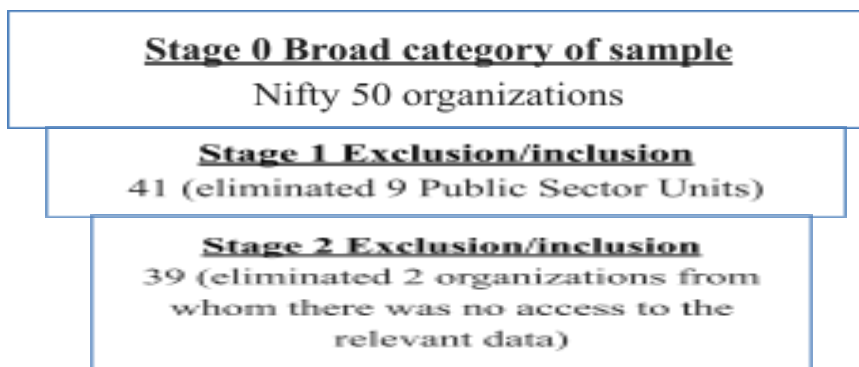 Stage 0 Broad category of sample
Nifty 50 organizations
Stage 1 Exclusion/inclusion
41 (eliminated 9 Public Sector Units)
Stage 2 Exclusion/inclusion
39 (eliminated 2 organizations from
whom there was no access to the
relevant data)